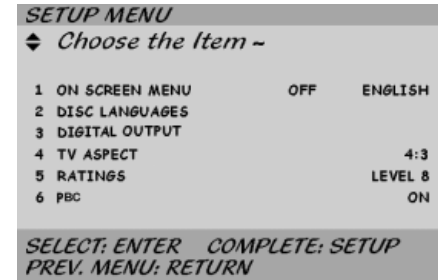 SETUP MENU
Choose the Item ~
1 ON SCREEN MENU OFF ENGLISH
2 DISC LANGUAGES
3 DIGITAL OUTPUT
4 TV ASPECT 4:3
5 RATINGS LEVEL 8
6 PBC ON
SELECT: ENTER COMPLETE: SETUP
PREV. MENU: RETURN